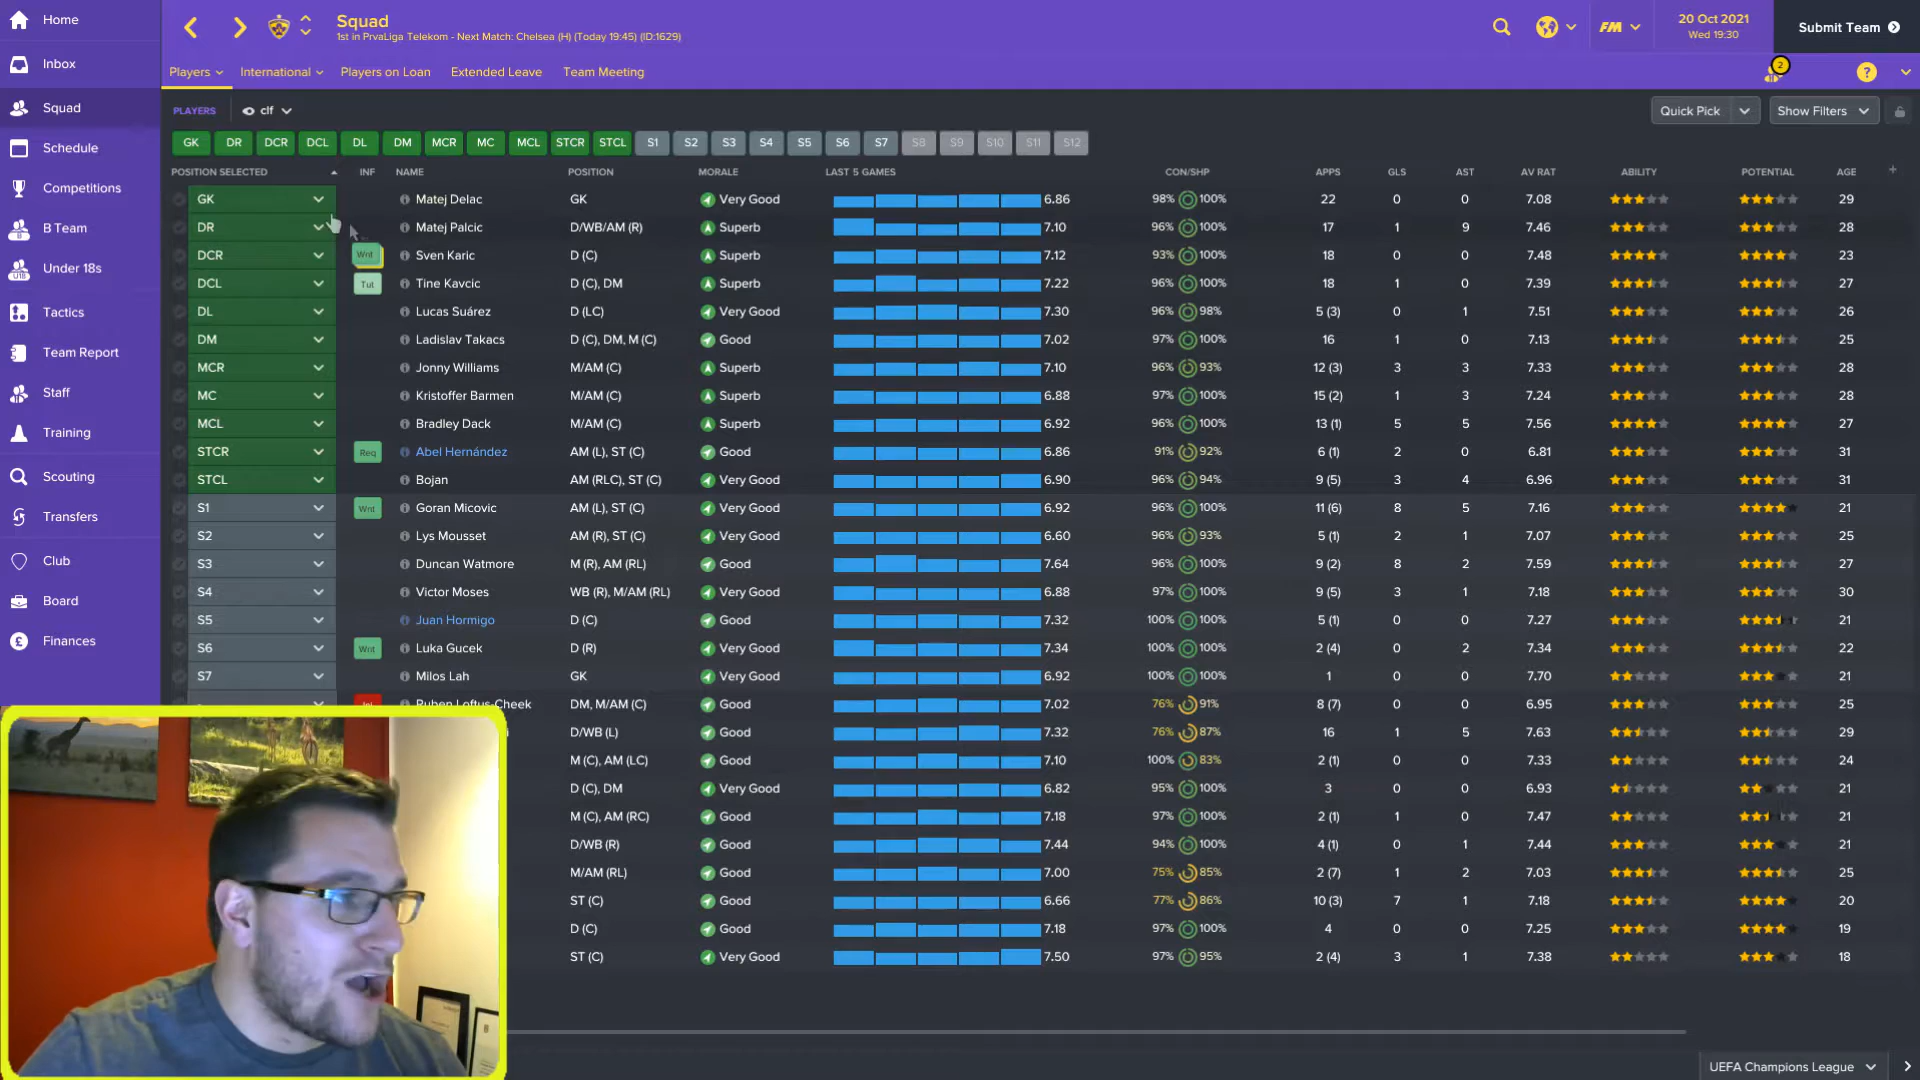 Home
Inbox
Squad
Schedule
Competitions
B Team
Under 18s
Tactics
Team Report
Staff
Training
Scouting
Transfers
Club
Board
Finances
Squad
1st in PrvaLiga Telekom - Next Match: Chelsea (H) (Today 19:45) (ID:1629)
FM
20 Oct 2021
Wed 19:30
Submit Team
Players International Players on Loan Extended Leave Team Meeting
2
?
PLAYERS clf Quick Pick Show Filters
GK DR DCR DCL DL DM MCR MC MCL STCR STCL S1 S2 S3 S4 S5 S6 S7 S8 S9 S10 S11 S12
POSITION SELECTED INF NAME POSITION MORALE LAST 5 GAMES CON/SHP APPS GLS AST AV RAT ABILITY POTENTIAL AGE
GK Matej Delac GK Very Good 6.86 98% 100% 22 0 0 7.08 29
DR Matej Palcic D/WB/AM (R) Superb 7.10 96% 100% 17 1 9 7.46 28
DCR Wnt Sven Karic D (C) Superb 7.12 93% 100% 18 0 0 7.48 23
DCL Tut Tine Kavcic D (C), DM Superb 7.22 96% 100% 18 1 0 7.39 27
DL Lucas Suárez D (LC) Very Good 7.30 96% 98% 5 (3) 0 1 7.51 26
DM Ladislav Takacs D (C), DM, M (C) Good 7.02 97% 100% 16 1 0 7.13 25
MCR Jonny Williams M/AM (C) Superb 7.10 96% 93% 12 (3) 3 3 7.33 28
MC Kristoffer Barmen M/AM (C) Superb 6.88 97% 100% 15 (2) 1 3 7.24 28
MCL Bradley Dack M/AM (C) Superb 6.92 96% 100% 13 (1) 5 5 7.56 27
STCR Req Abel Hernández AM (L), ST (C) Good 6.86 91% 92% 6 (1) 2 0 6.81 31
STCL Bojan AM (RLC), ST (C) Very Good 6.90 96% 94% 9 (5) 3 4 6.96 31
S1 Wnt Goran Micovic AM (L), ST (C) Very Good 6.92 96% 100% 11 (6) 8 5 7.16 21
S2 Lys Mousset AM (R), ST (C) Very Good 6.60 96% 93% 5 (1) 2 1 7.07 25
S3 Duncan Watmore M (R), AM (RL) Good 7.64 96% 100% 9 (2) 8 2 7.59 27
S4 Victor Moses WB (R), M/AM (RL) Very Good 6.88 97% 100% 9 (5) 3 1 7.18 30
S5 Juan Hormigo D (C) Good 7.32 100% 100% 5 (1) 0 0 7.27 21
S6 Wnt Luka Gucek D (R) Very Good 7.34 100% 100% 2 (4) 0 2 7.34 22
S7 Milos Lah GK Very Good 6.92 100% 100% 1 0 0 7.70 21
Ruben Loftus-Cheek DM, M/AM (C) Good 7.02 76% 91% 8 (7) 0 0 6.95 25
D/WB (L) Good 7.32 76% 87% 16 1 5 7.63 29
M (C), AM (LC) Good 7.10 100% 83% 2 (1) 0 0 7.33 24
D (C), DM Very Good 6.82 95% 100% 3 0 0 6.93 21
M (C), AM (RC) Good 7.18 97% 100% 2 (1) 1 0 7.47 21
D/WB (R) Good 7.44 94% 100% 4 (1) 0 1 7.44 21
M/AM (RL) Good 7.00 75% 85% 2 (7) 1 2 7.03 25
ST (C) Good 6.66 77% 86% 10 (3) 7 1 7.18 20
D (C) Good 7.18 97% 100% 4 0 0 7.25 19
ST (C) Very Good 7.50 97% 95% 2 (4) 3 1 7.38 18
UEFA Champions League